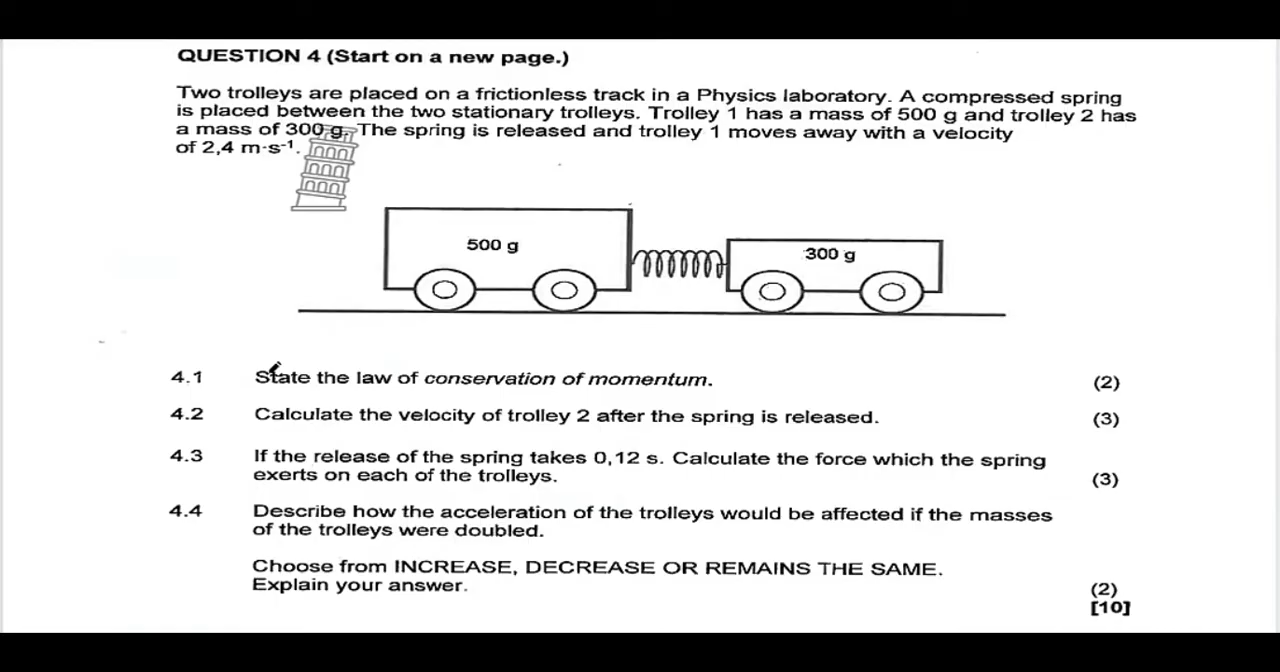 QUESTION 4 (Start on a new page.)
Two trolleys are placed on a frictionless track in a Physics laboratory. A compressed spring
is placed between the two stationary trolleys. Trolley 1 has a mass of 500 g and trolley 2 has
a mass of 300 g. The spring is released and trolley 1 moves away with a velocity
of 2,4 m·s⁻¹.
500 g
300 g
4.1 State the law of conservation of momentum. (2)
4.2 Calculate the velocity of trolley 2 after the spring is released. (3)
4.3 If the release of the spring takes 0,12 s. Calculate the force which the spring
exerts on each of the trolleys. (3)
4.4 Describe how the acceleration of the trolleys would be affected if the masses
of the trolleys were doubled.
Choose from INCREASE, DECREASE OR REMAINS THE SAME.
Explain your answer. (2)
[10]